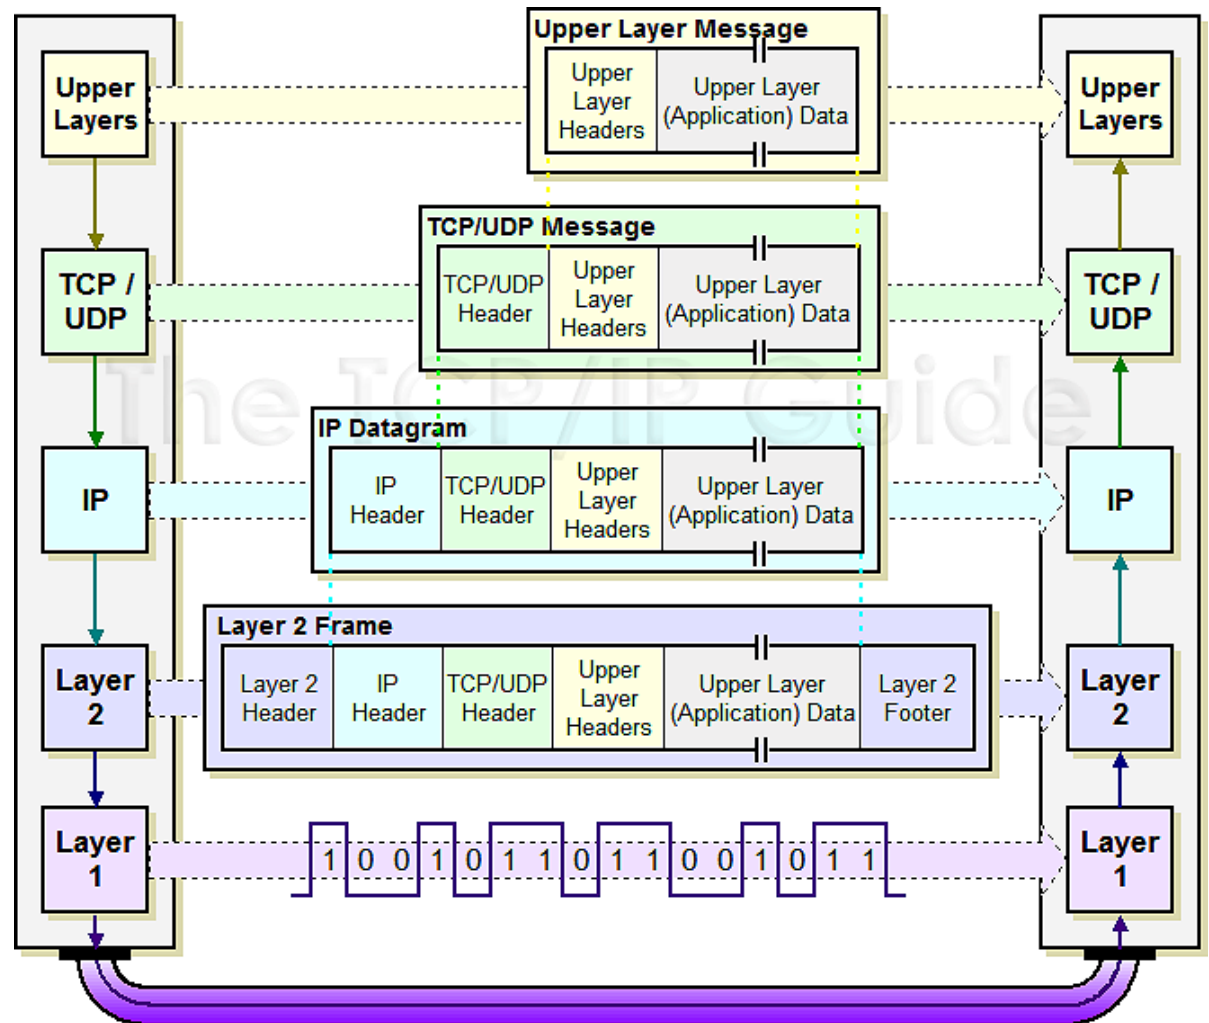 Upper Layer Message
Upper
Layers
Upper
Layer
Headers
Upper Layer
(Application) Data
Upper
Layers
TCP/UDP Message
TCP /
UDP
TCP/UDP
Header
Upper
Layer
Headers
Upper Layer
(Application) Data
TCP /
UDP
The TCP/IP Guide
IP Datagram
IP
IP
Header
TCP/UDP
Header
Upper
Layer
Headers
Upper Layer
(Application) Data
IP
Layer 2 Frame
Layer
2
Layer 2
Header
IP
Header
TCP/UDP
Header
Upper
Layer
Headers
Upper Layer
(Application) Data
Layer 2
Footer
Layer
2
Layer
1
1 0 0 1 0 1 1 0 1 1 0 0 1 0 1 1
Layer
1